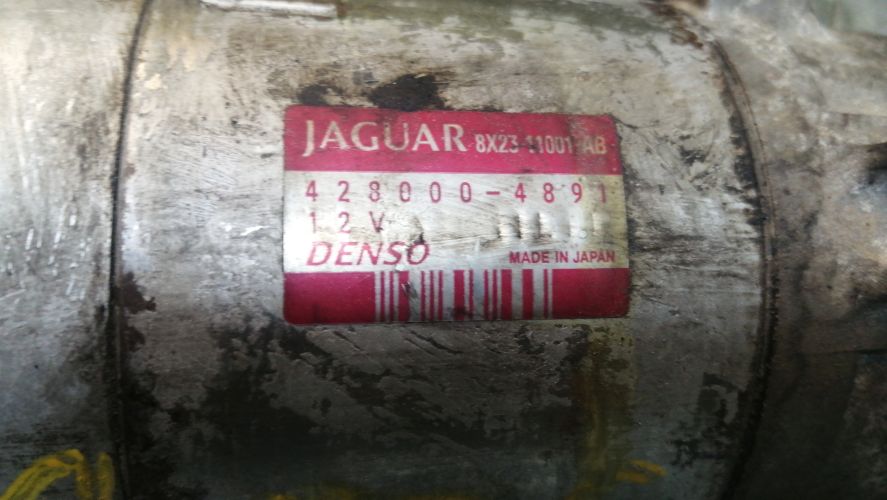 JAGUAR 8X23-11001-AB
428000-4891
12V
DENSO MADE IN JAPAN